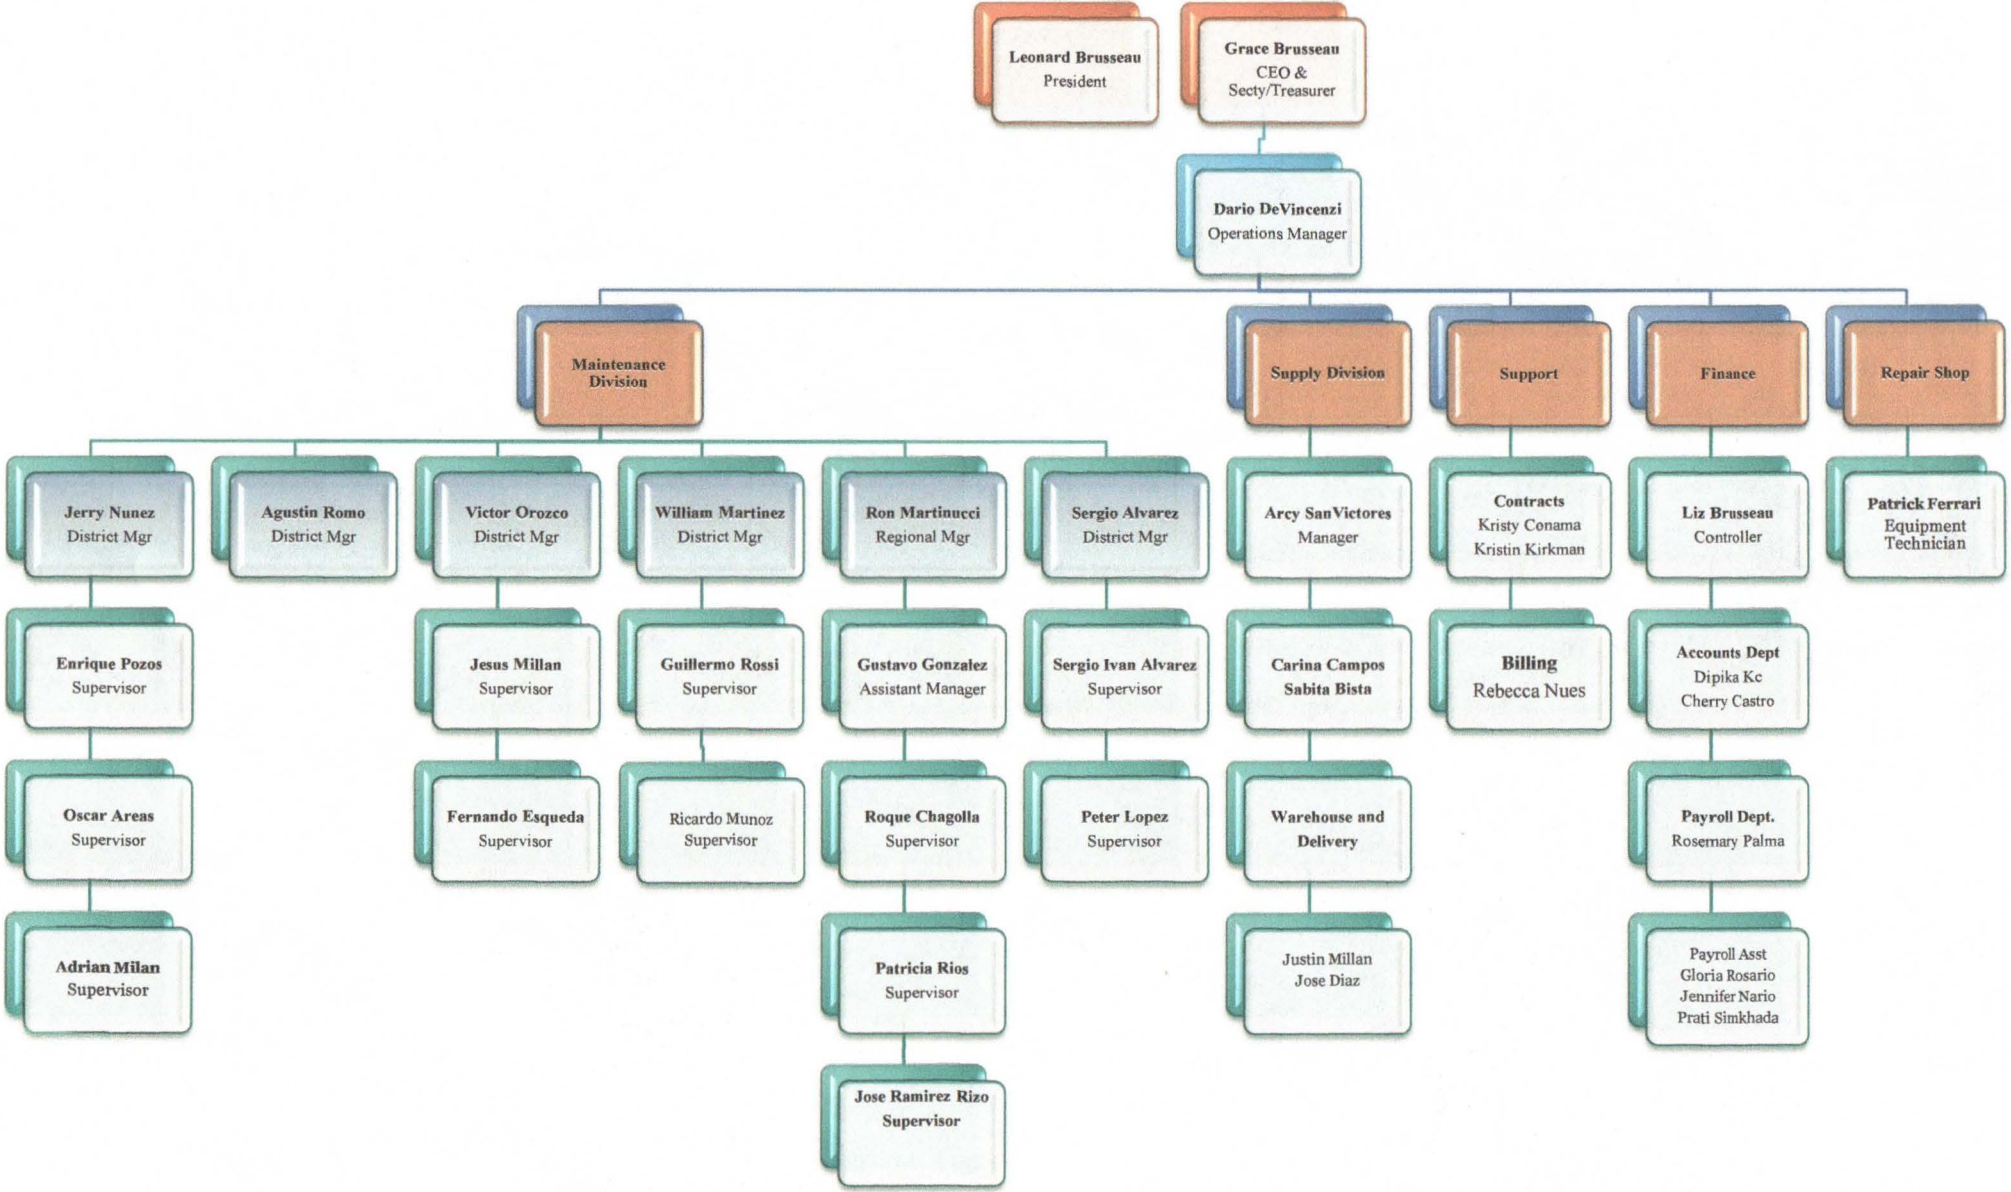 Leonard Brusseau
President
Grace Brusseau
CEO &
Secty/Treasurer
Dario DeVincenzi
Operations Manager
Maintenance
Division
Supply Division
Support
Finance
Repair Shop
Jerry Nunez
District Mgr
Agustin Romo
District Mgr
Victor Orozco
District Mgr
William Martinez
District Mgr
Ron Martinucci
Regional Mgr
Sergio Alvarez
District Mgr
Arcy SanVictores
Manager
Contracts
Kristy Conama
Kristin Kirkman
Liz Brusseau
Controller
Patrick Ferrari
Equipment
Technician
Enrique Pozos
Supervisor
Jesus Millan
Supervisor
Guillermo Rossi
Supervisor
Gustavo Gonzalez
Assistant Manager
Sergio Ivan Alvarez
Supervisor
Carina Campos
Sabita Bista
Billing
Rebecca Nues
Accounts Dept
Dipika Kc
Cherry Castro
Oscar Areas
Supervisor
Fernando Esqueda
Supervisor
Ricardo Munoz
Supervisor
Roque Chagolla
Supervisor
Peter Lopez
Supervisor
Warehouse and
Delivery
Payroll Dept.
Rosemary Palma
Adrian Milan
Supervisor
Patricia Rios
Supervisor
Justin Millan
Jose Diaz
Payroll Asst
Gloria Rosario
Jennifer Nario
Prati Simkhada
Jose Ramirez Rizo
Supervisor